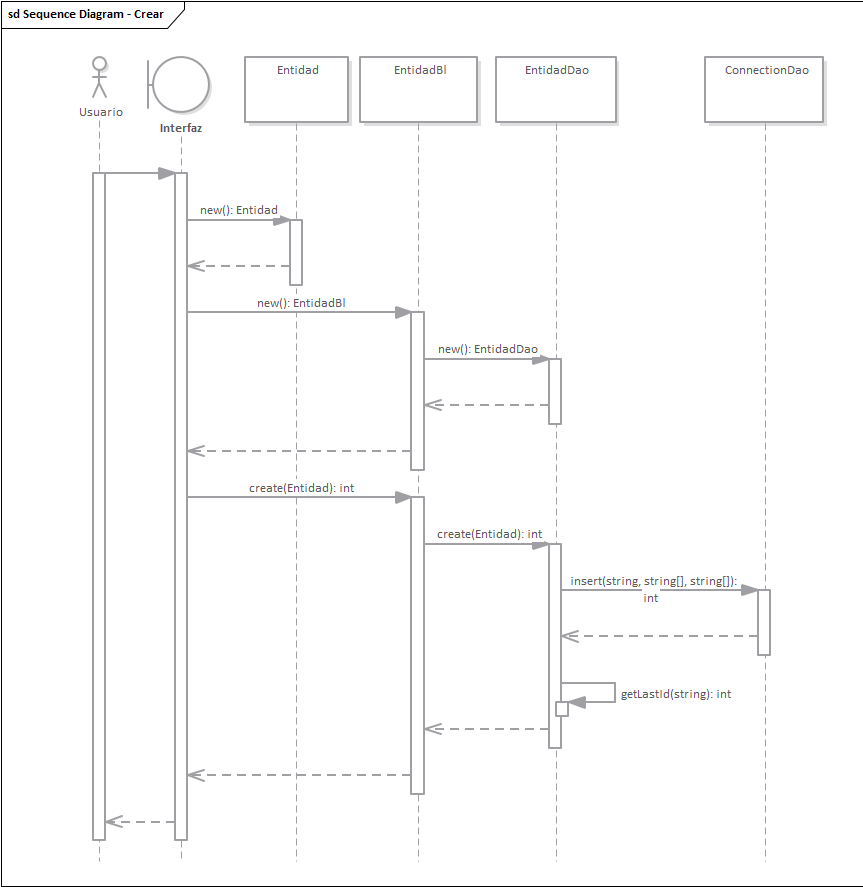 sd Sequence Diagram - Crear
Usuario
Interfaz
Entidad
EntidadBl
EntidadDao
ConnectionDao
new(): Entidad
new(): EntidadBl
new(): EntidadDao
create(Entidad): int
create(Entidad): int
insert(string, string[], string[]):
int
getLastId(string): int